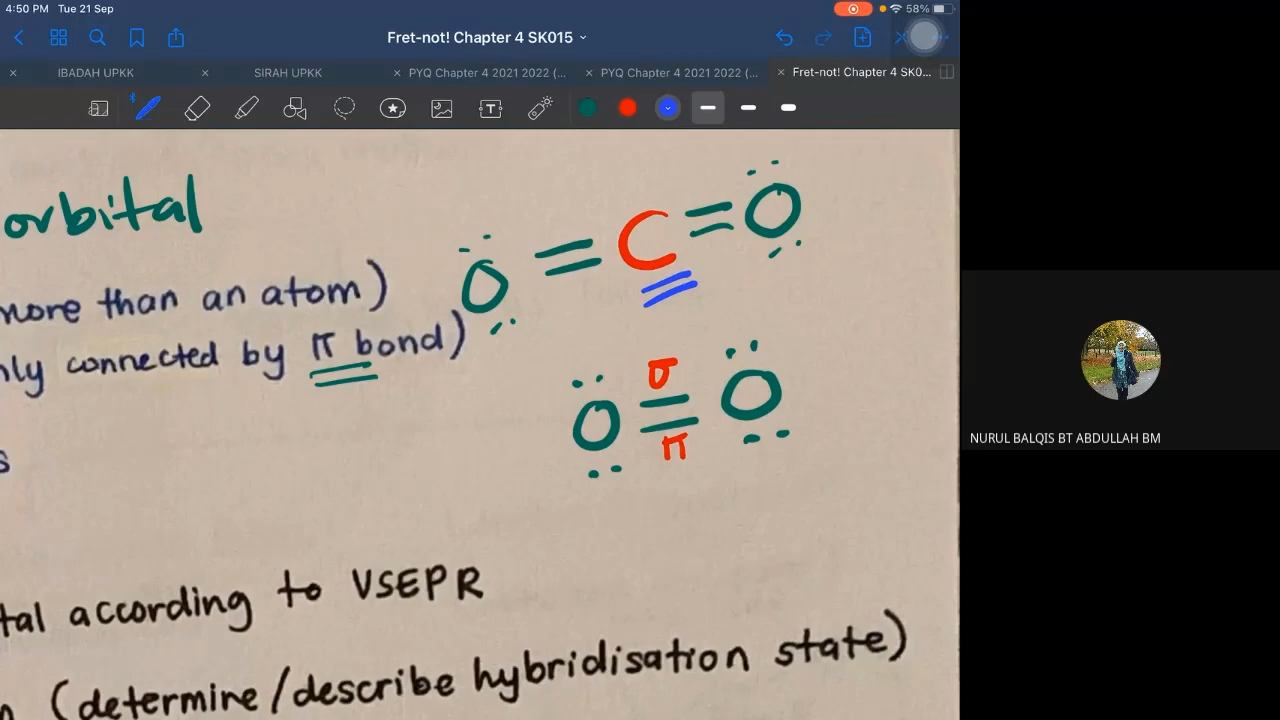 4:50 PM Tue 21 Sep
58%
Fret-not! Chapter 4 SK015
IBADAH UPKK
SIRAH UPKK
PYQ Chapter 4 2021 2022 (...
PYQ Chapter 4 2021 2022 (...
Fret-not! Chapter 4 SK0...
T
orbital
O = C = O
more than an atom)
nly connected by π bond)
σ
O = O
π
s
tal according to VSEPR
n (determine/describe hybridisation state)
NURUL BALQIS BT ABDULLAH BM